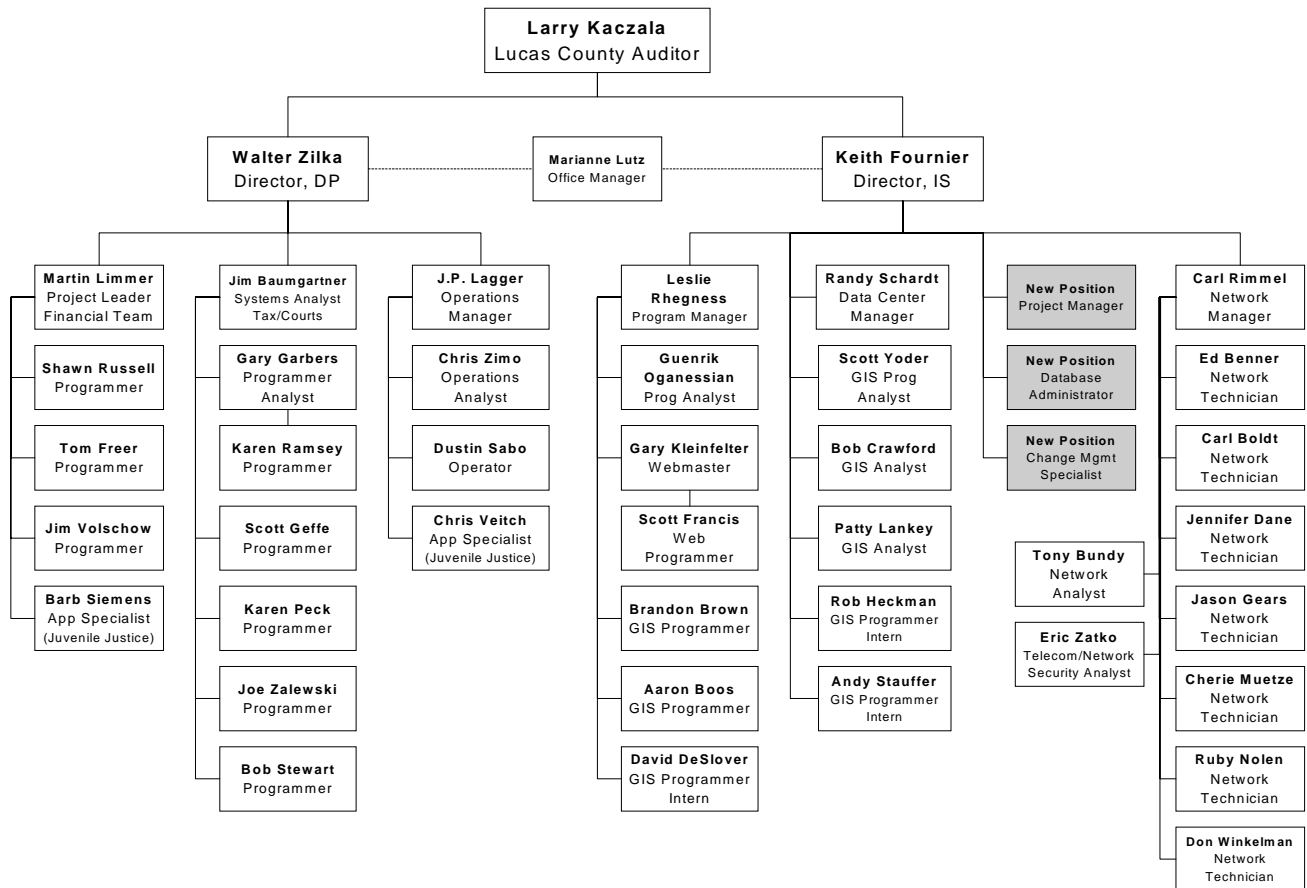 Larry Kaczala
Lucas County Auditor
Walter Zilka
Director, DP
Marianne Lutz
Office Manager
Keith Fournier
Director, IS
Martin Limmer
Project Leader
Financial Team
Shawn Russell
Programmer
Tom Freer
Programmer
Jim Volschow
Programmer
Barb Siemens
App Specialist
(Juvenile Justice)
Jim Baumgartner
Systems Analyst
Tax/Courts
Gary Garbers
Programmer
Analyst
Karen Ramsey
Programmer
Scott Geffe
Programmer
Karen Peck
Programmer
Joe Zalewski
Programmer
Bob Stewart
Programmer
J.P. Lagger
Operations
Manager
Chris Zimo
Operations
Analyst
Dustin Sabo
Operator
Chris Veitch
App Specialist
(Juvenile Justice)
Leslie
Rhegness
Program Manager
Guenrik
Oganessian
Prog Analyst
Gary Kleinfelter
Webmaster
Scott Francis
Web
Programmer
Brandon Brown
GIS Programmer
Aaron Boos
GIS Programmer
David DeSlover
GIS Programmer
Intern
Randy Schardt
Data Center
Manager
Scott Yoder
GIS Prog
Analyst
Bob Crawford
GIS Analyst
Patty Lankey
GIS Analyst
Rob Heckman
GIS Programmer
Intern
Andy Stauffer
GIS Programmer
Intern
New Position
Project Manager
New Position
Database
Administrator
New Position
Change Mgmt
Specialist
Tony Bundy
Network
Analyst
Eric Zatko
Telecom/Network
Security Analyst
Carl Rimmel
Network
Manager
Ed Benner
Network
Technician
Carl Boldt
Network
Technician
Jennifer Dane
Network
Technician
Jason Gears
Network
Technician
Cherie Muetze
Network
Technician
Ruby Nolen
Network
Technician
Don Winkelman
Network
Technician